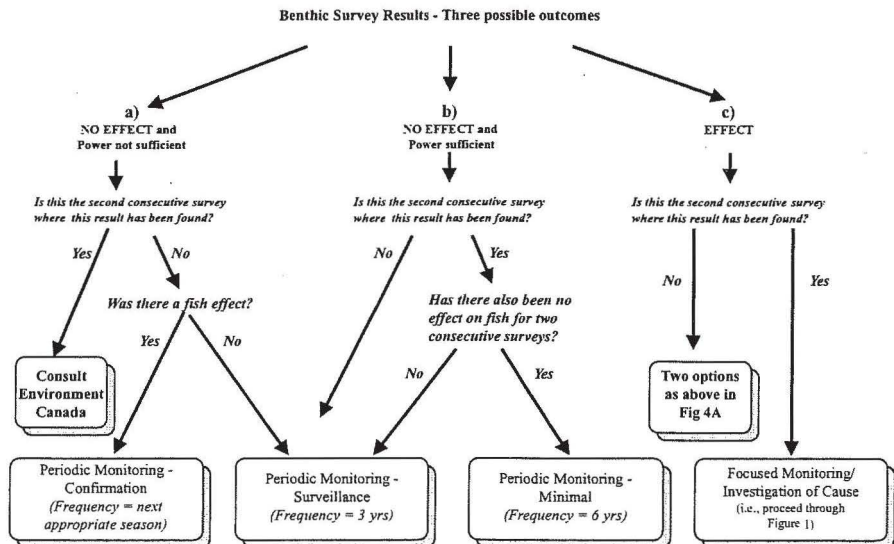 Benthic Survey Results - Three possible outcomes
a)
NO EFFECT and
Power not sufficient
b)
NO EFFECT and
Power sufficient
c)
EFFECT
Is this the second consecutive survey
where this result has been found?
Is this the second consecutive survey
where this result has been found?
Is this the second consecutive survey
where this result has been found?
Yes
No
No
Yes
No
Yes
Was there a fish effect?
Has there also been no
effect on fish for two
consecutive surveys?
Yes
No
No
Yes
Consult
Environment
Canada
Two options
as above in
Fig 4A
Periodic Monitoring -
Confirmation
(Frequency = next
appropriate season)
Periodic Monitoring -
Surveillance
(Frequency = 3 yrs)
Periodic Monitoring -
Minimal
(Frequency = 6 yrs)
Focused Monitoring/
Investigation of Cause
(i.e., proceed through
Figure 1)